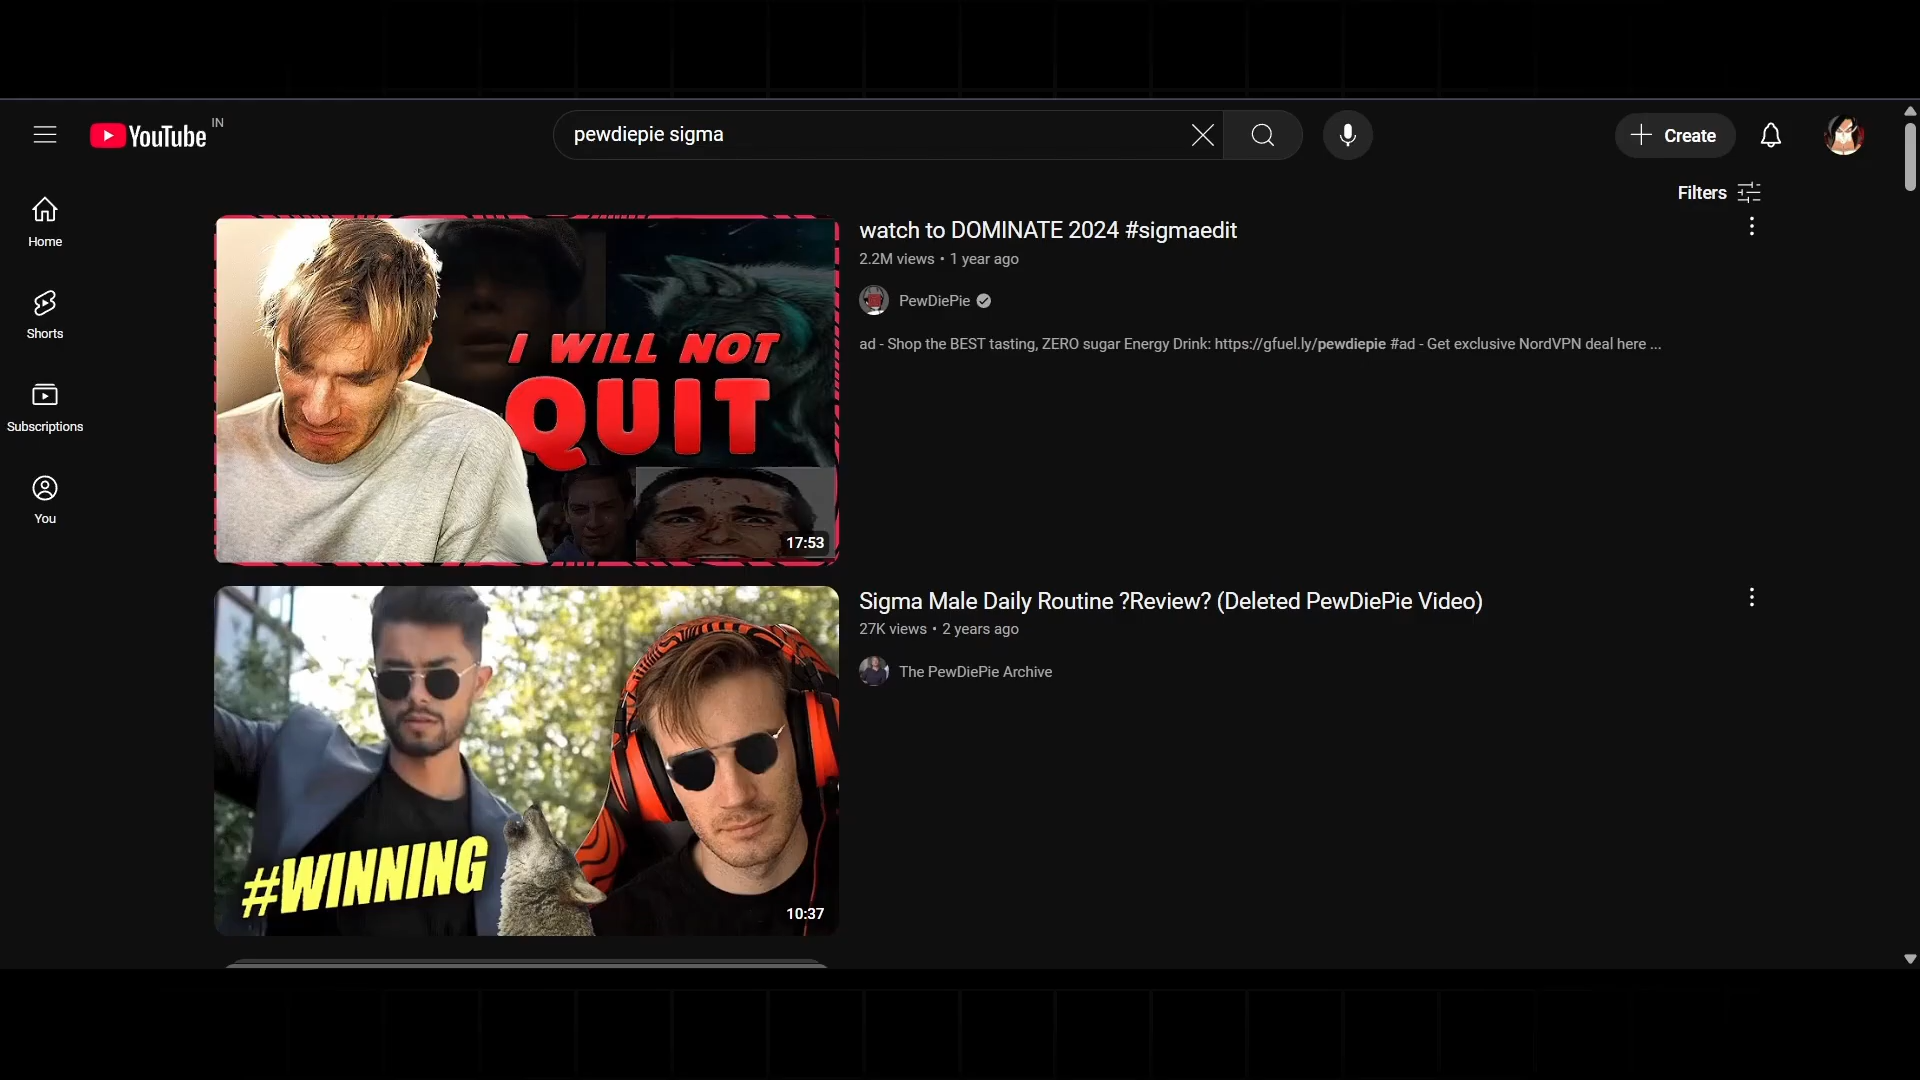 YouTube IN
pewdiepie sigma
Create
Filters
Home
Shorts
Subscriptions
You
I WILL NOT
QUIT
17:53
watch to DOMINATE 2024 #sigmaedit
2.2M views • 1 year ago
PewDiePie
ad - Shop the BEST tasting, ZERO sugar Energy Drink: https://gfuel.ly/pewdiepie #ad - Get exclusive NordVPN deal here ...
#WINNING
10:37
Sigma Male Daily Routine ?Review? (Deleted PewDiePie Video)
27K views • 2 years ago
The PewDiePie Archive